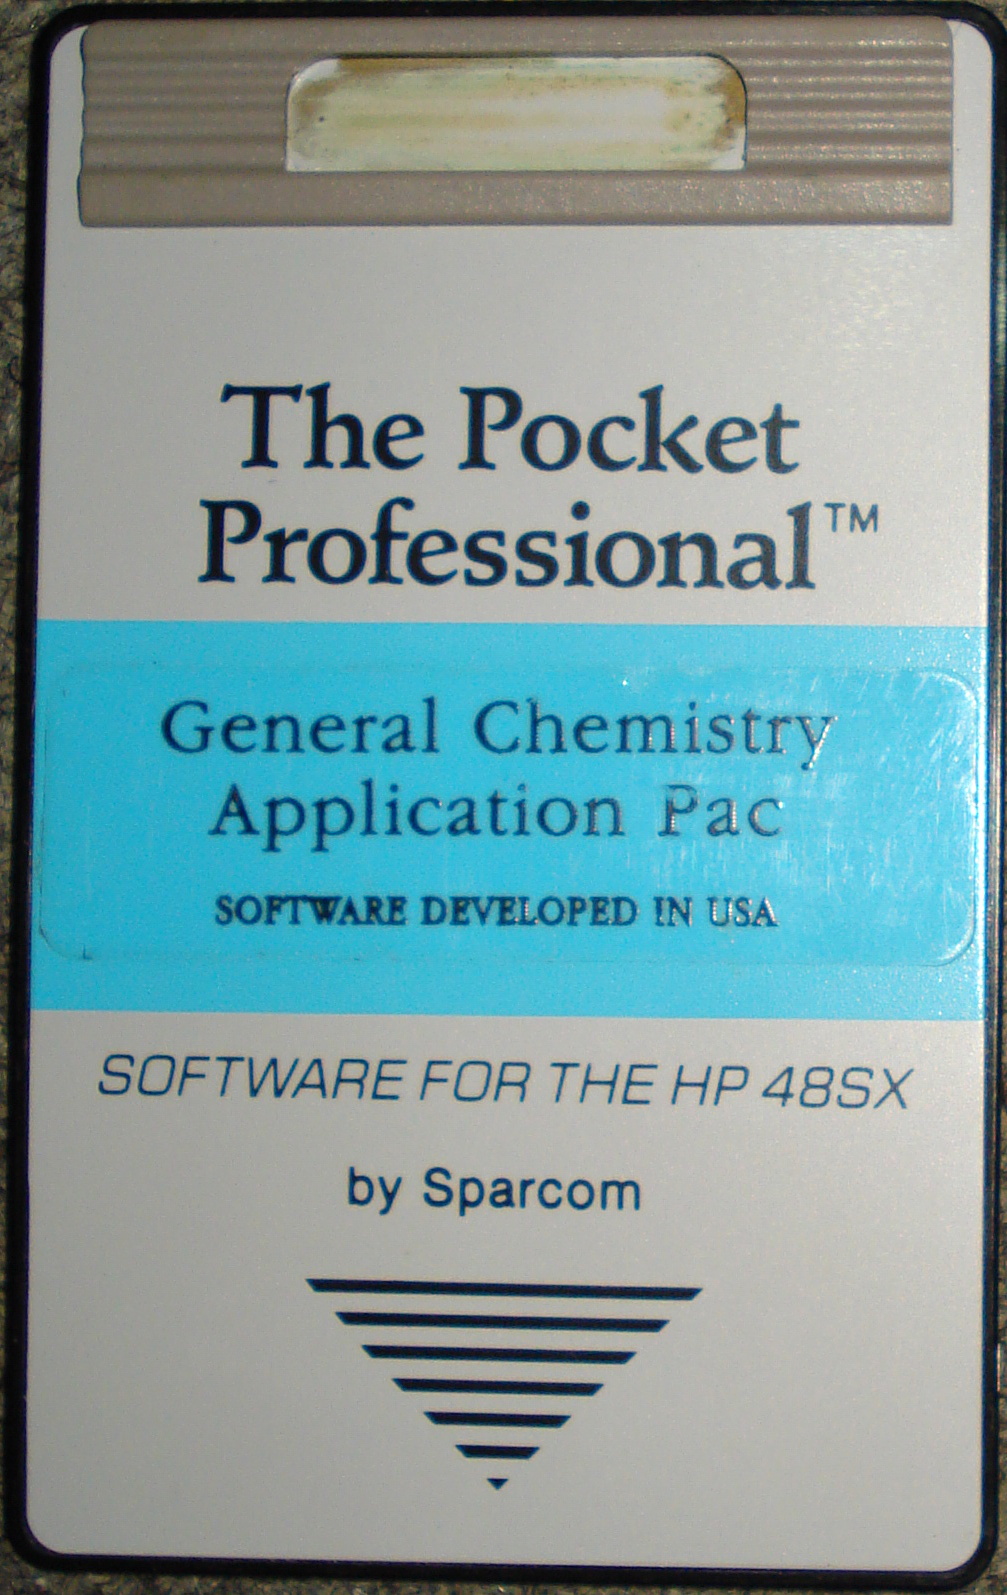 The Pocket
Professional™
General Chemistry
Application Pac
SOFTWARE DEVELOPED IN USA
SOFTWARE FOR THE HP 48SX
by Sparcom